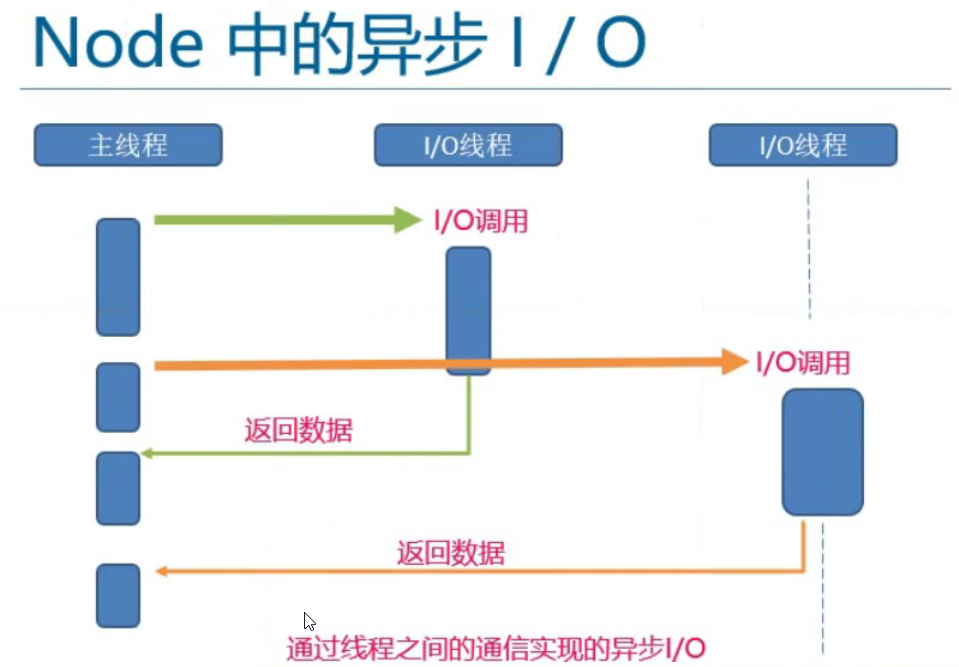 Node 中的异步 I / O
主线程
I/O线程
I/O线程
I/O调用
I/O调用
返回数据
返回数据
通过线程之间的通信实现的异步I/O